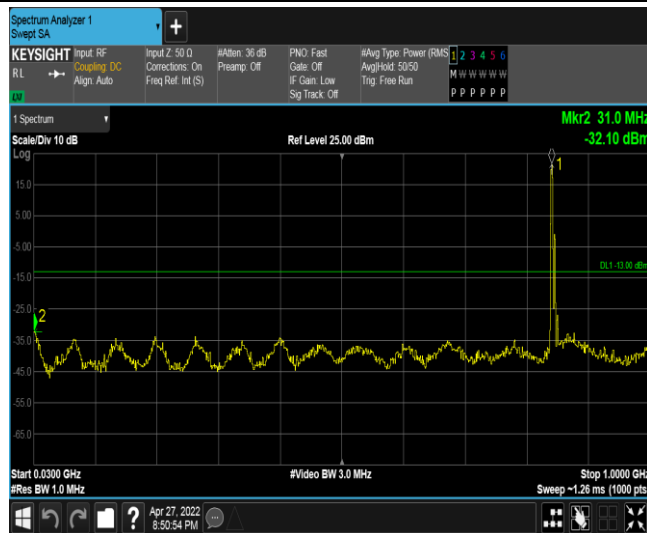 Spectrum Analyzer 1
Swept SA
+
KEYSIGHT
RL
Input: RF
Coupling: DC
Align: Auto
Input Z: 50 Ω
Corrections: On
Freq Ref: Int (S)
#Atten: 36 dB
Preamp: Off
PNO: Fast
Gate: Off
IF Gain: Low
Sig Track: Off
#Avg Type: Power (RMS
Avg|Hold: 50/50
Trig: Free Run
1 2 3 4 5 6
M W W W W W
P P P P P P
1 Spectrum
Mkr2 31.0 MHz
Scale/Div 10 dB
Ref Level 25.00 dBm
-32.10 dBm
Log
1
15.0
5.00
-5.00
DL1 -13.00 dBm
-15.0
-25.0
2
-35.0
-45.0
-55.0
-65.0
Start 0.0300 GHz
#Video BW 3.0 MHz
Stop 1.0000 GHz
#Res BW 1.0 MHz
Sweep ~1.26 ms (1000 pts)
?
Apr 27, 2022
8:50:54 PM